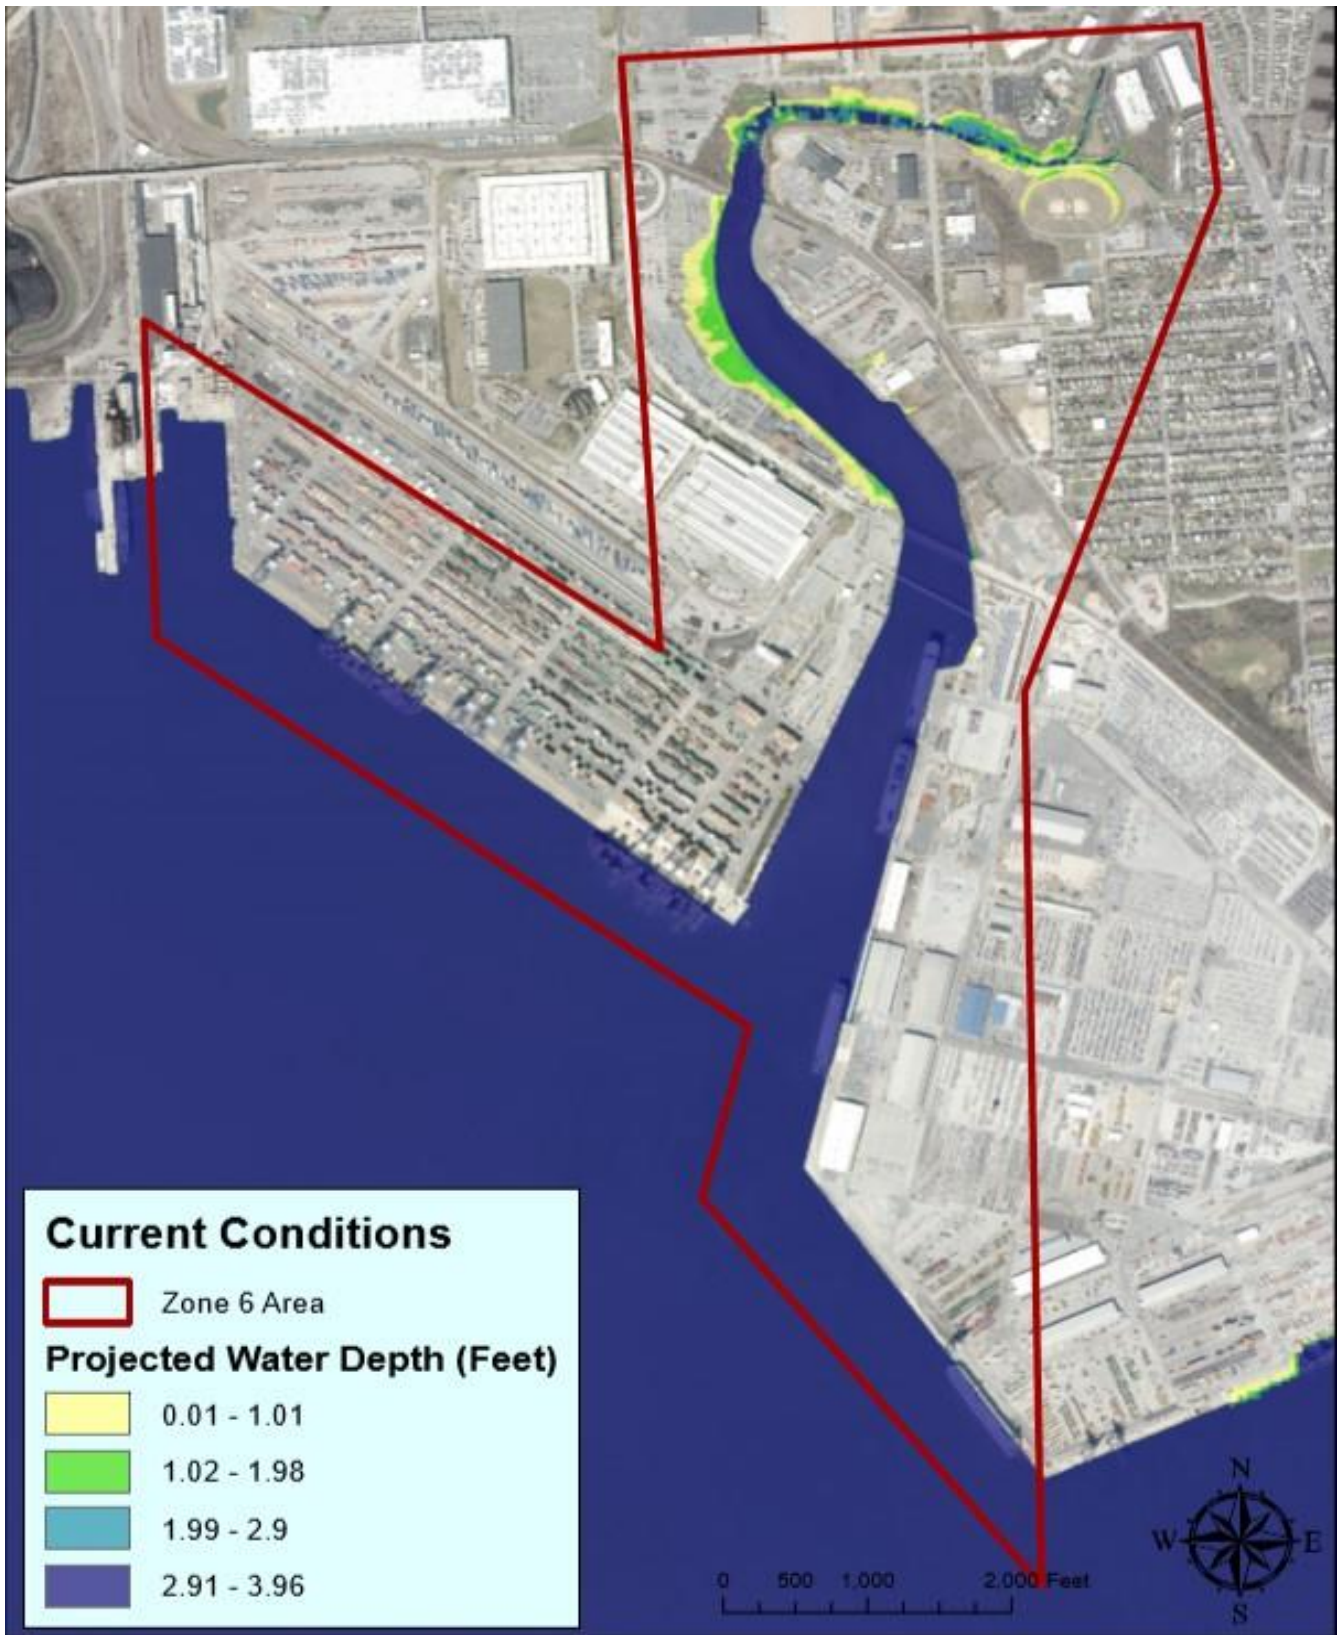 Current Conditions
Zone 6 Area
Projected Water Depth (Feet)
0.01 - 1.01
1.02 - 1.98
1.99 - 2.9
2.91 - 3.96
0 500 1,000 2,000 Feet
N
W E
S